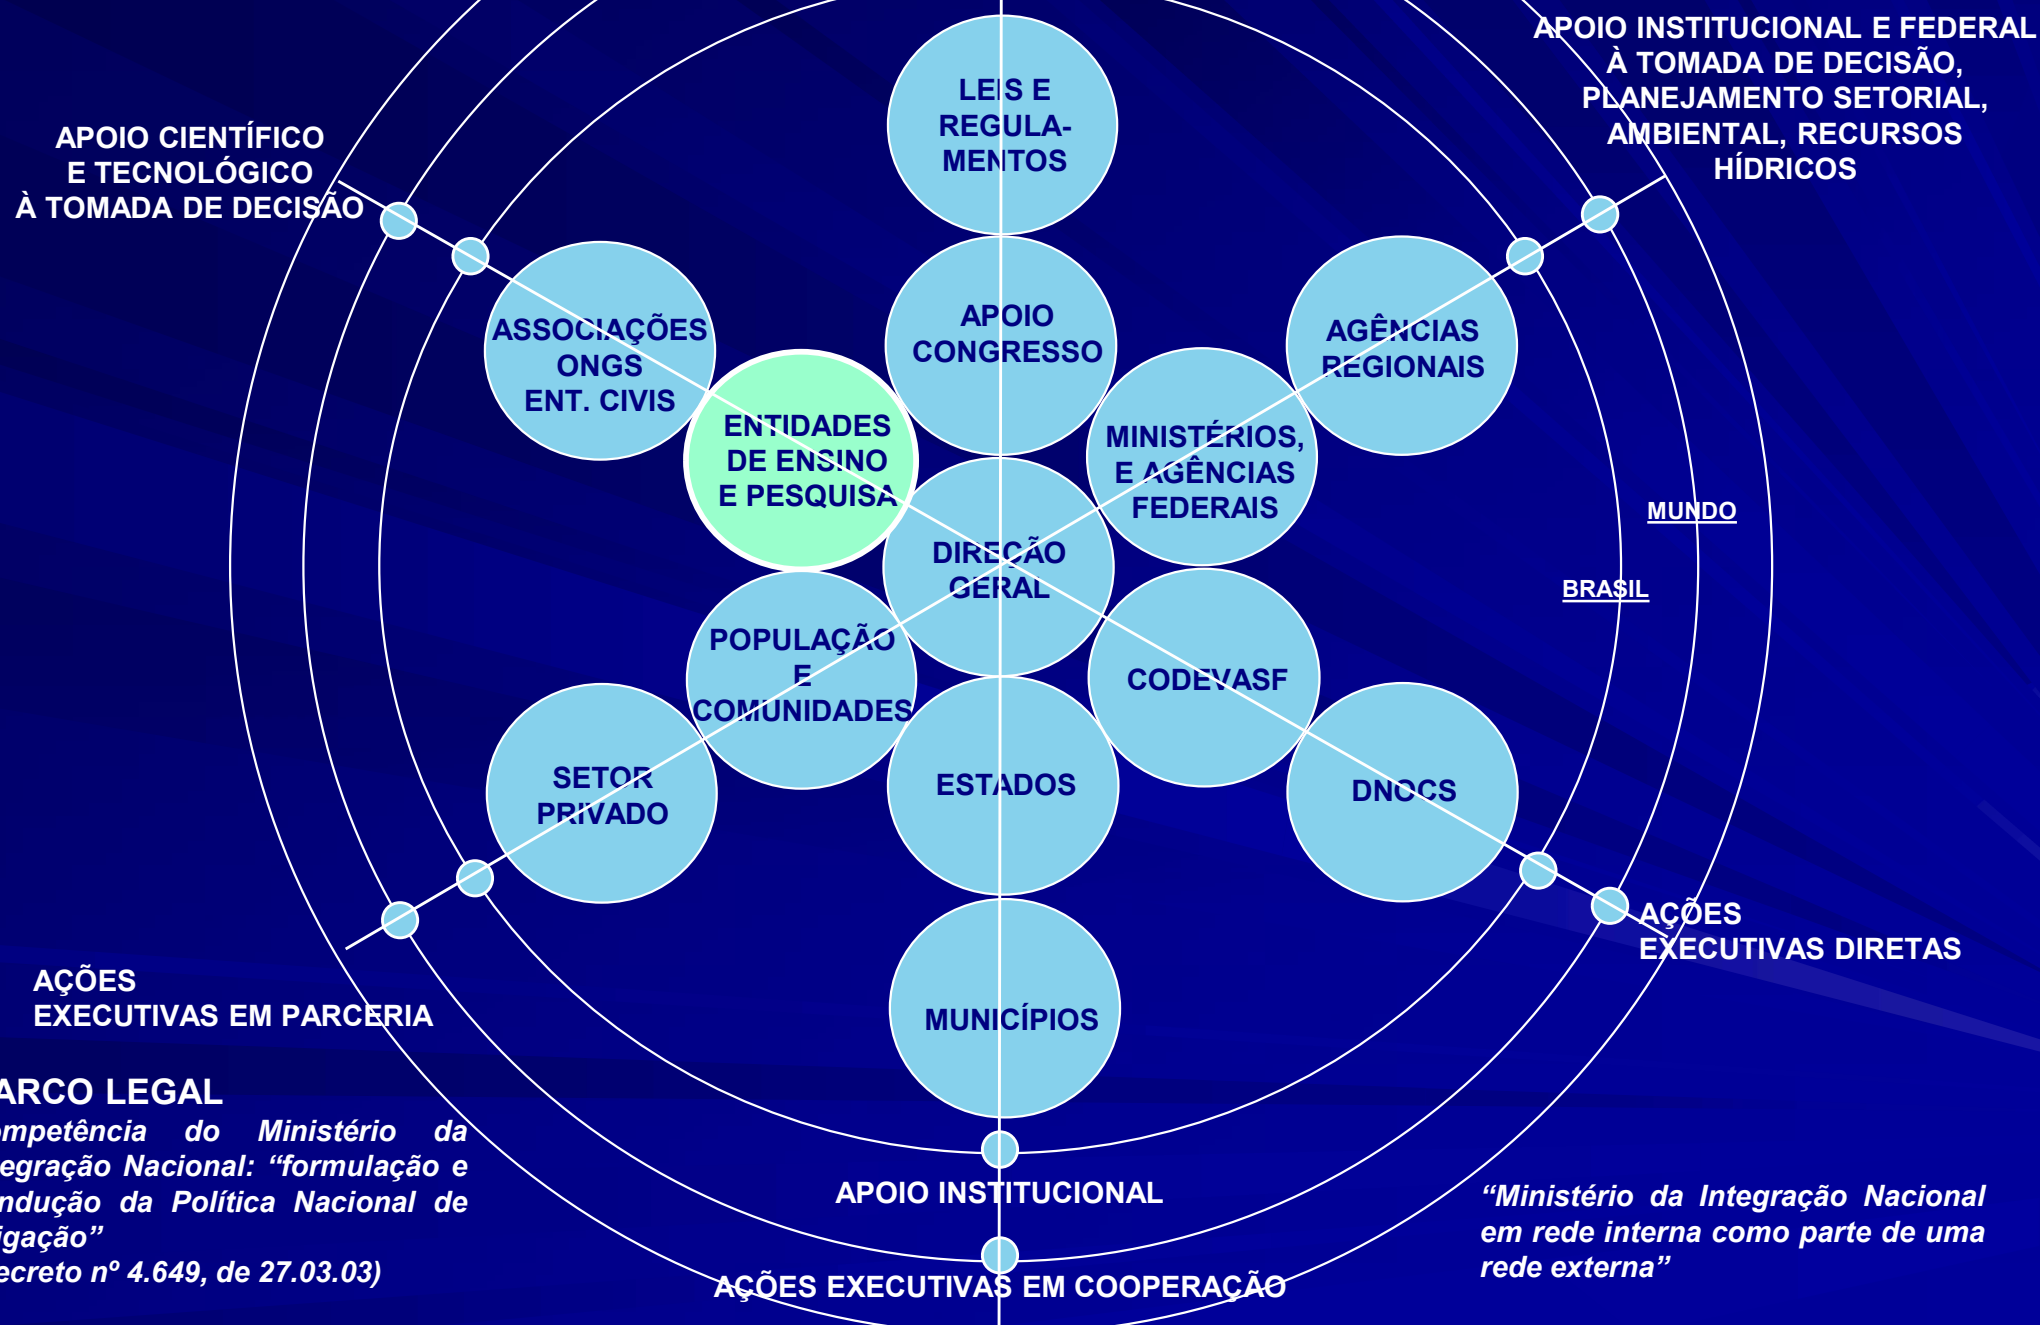 APOIO INSTITUCIONAL E FEDERAL
À TOMADA DE DECISÃO,
PLANEJAMENTO SETORIAL,
AMBIENTAL, RECURSOS
HÍDRICOS
APOIO CIENTÍFICO
E TECNOLÓGICO
À TOMADA DE DECISÃO
LEIS E
REGULA-
MENTOS
APOIO
CONGRESSO
ASSOCIAÇÕES
ONGS
ENT. CIVIS
AGÊNCIAS
REGIONAIS
ENTIDADES
DE ENSINO
E PESQUISA
MINISTÉRIOS,
E AGÊNCIAS
FEDERAIS
MUNDO
BRASIL
DIREÇÃO
GERAL
POPULAÇÃO
E
COMUNIDADES
CODEVASF
SETOR
PRIVADO
ESTADOS
DNOCS
AÇÕES
EXECUTIVAS DIRETAS
AÇÕES
EXECUTIVAS EM PARCERIA
MUNICÍPIOS
ARCO LEGAL
ompetência do Ministério da
tegração Nacional: “formulação e
ndução da Política Nacional de
igação”
ecreto nº 4.649, de 27.03.03)
APOIO INSTITUCIONAL
AÇÕES EXECUTIVAS EM COOPERAÇÃO
“Ministério da Integração Nacional
em rede interna como parte de uma
rede externa”